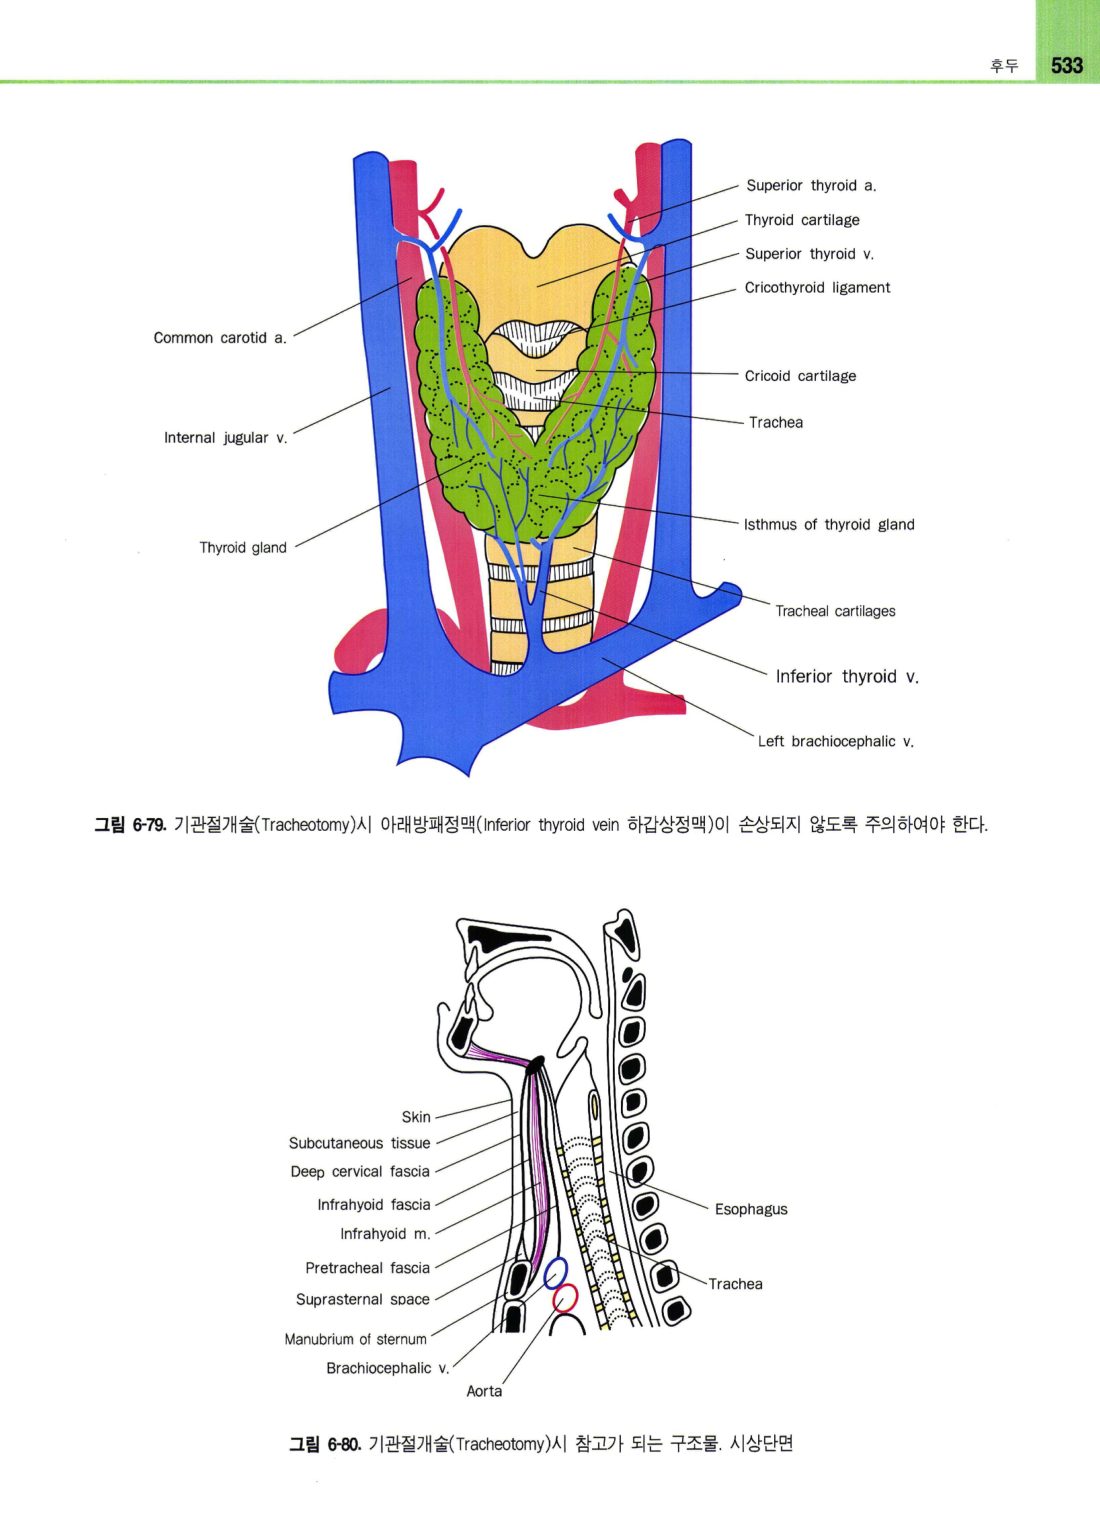 후두 533
Superior thyroid a.
Thyroid cartilage
Superior thyroid v.
Cricothyroid ligament
Common carotid a.
Cricoid cartilage
Trachea
Internal jugular v.
Isthmus of thyroid gland
Thyroid gland
Tracheal cartilages
Inferior thyroid v.
Left brachiocephalic v.
그림 6-79. 기관절개술(Tracheotomy)시 아래방패정맥(Inferior thyroid vein 하갑상정맥)이 손상되지 않도록 주의하여야 한다.
Skin
Subcutaneous tissue
Deep cervical fascia
Infrahyoid fascia
Infrahyoid m.
Pretracheal fascia
Suprasternal space
Manubrium of sternum
Brachiocephalic v.
Aorta
Esophagus
Trachea
그림 6-80. 기관절개술(Tracheotomy)시 참고가 되는 구조물. 시상단면